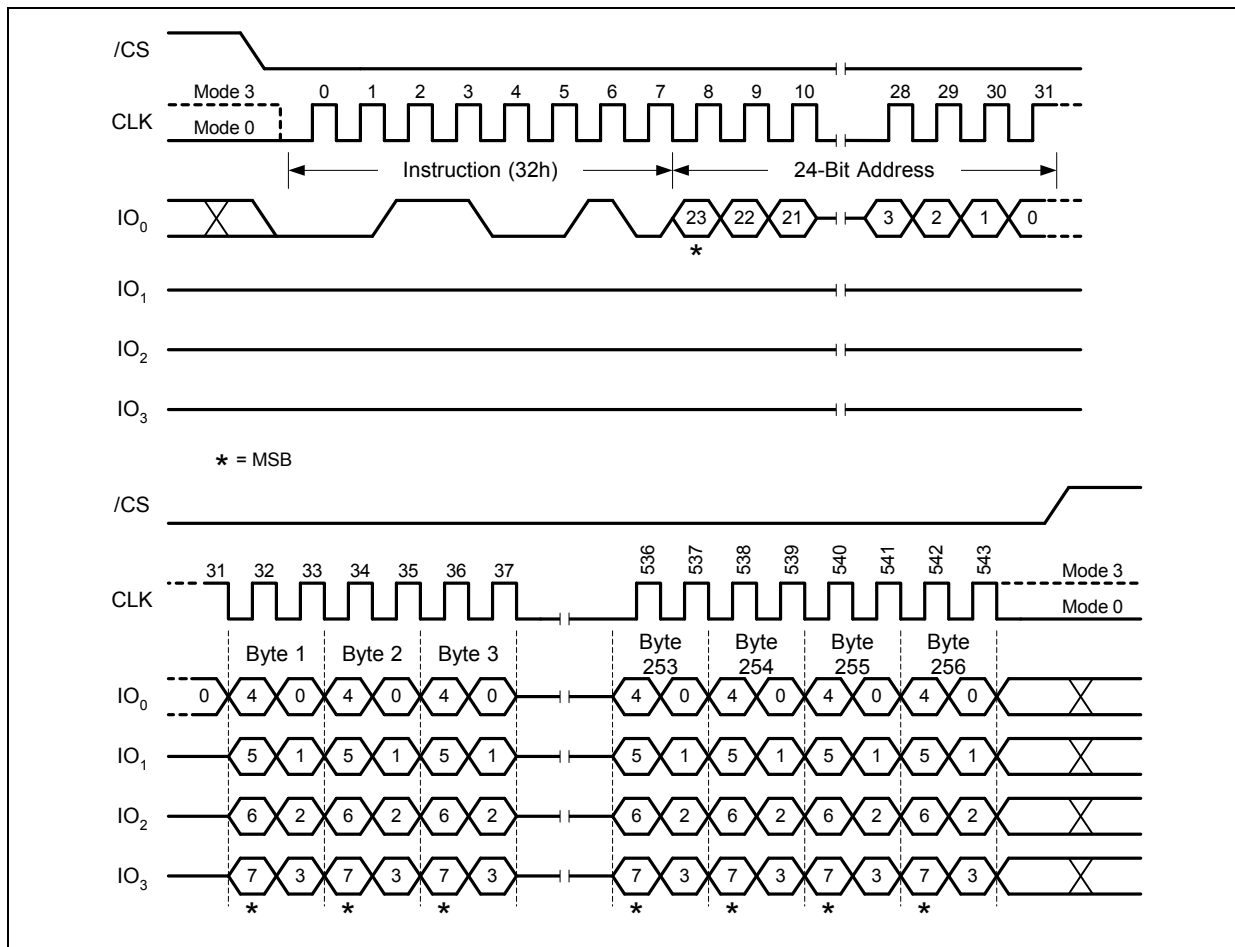 /CS
Mode 3 0 1 2 3 4 5 6 7 8 9 10 28 29 30 31
CLK
Mode 0
Instruction (32h) 24-Bit Address
IO0 23 22 21 3 2 1 0
*
IO1
IO2
IO3
* = MSB
/CS
31 32 33 34 35 36 37 536 537 538 539 540 541 542 543
Mode 3
CLK
Mode 0
Byte 1 Byte 2 Byte 3 Byte 253 Byte 254 Byte 255 Byte 256
IO0 0 4 0 4 0 4 0 4 0 4 0 4 0 4 0
IO1 5 1 5 1 5 1 5 1 5 1 5 1 5 1
IO2 6 2 6 2 6 2 6 2 6 2 6 2 6 2
IO3 7 3 7 3 7 3 7 3 7 3 7 3 7 3
* * * * * * *